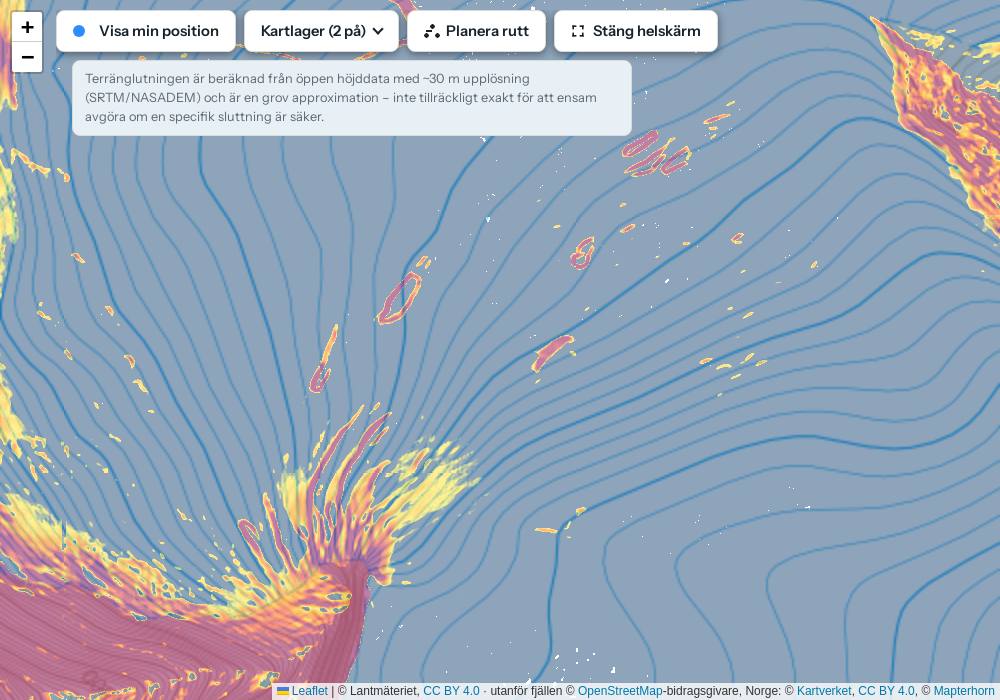 +
−
Visa min position
Kartlager (2 på)
Planera rutt
Stäng helskärm
Terränglutningen är beräknad från öppen höjddata med ~30 m upplösning
(SRTM/NASADEM) och är en grov approximation – inte tillräckligt exakt för att ensam
avgöra om en specifik sluttning är säker.
Leaflet | © Lantmäteriet, CC BY 4.0 · utanför fjällen © OpenStreetMap-bidragsgivare, Norge: © Kartverket, CC BY 4.0, © Mapterhorn